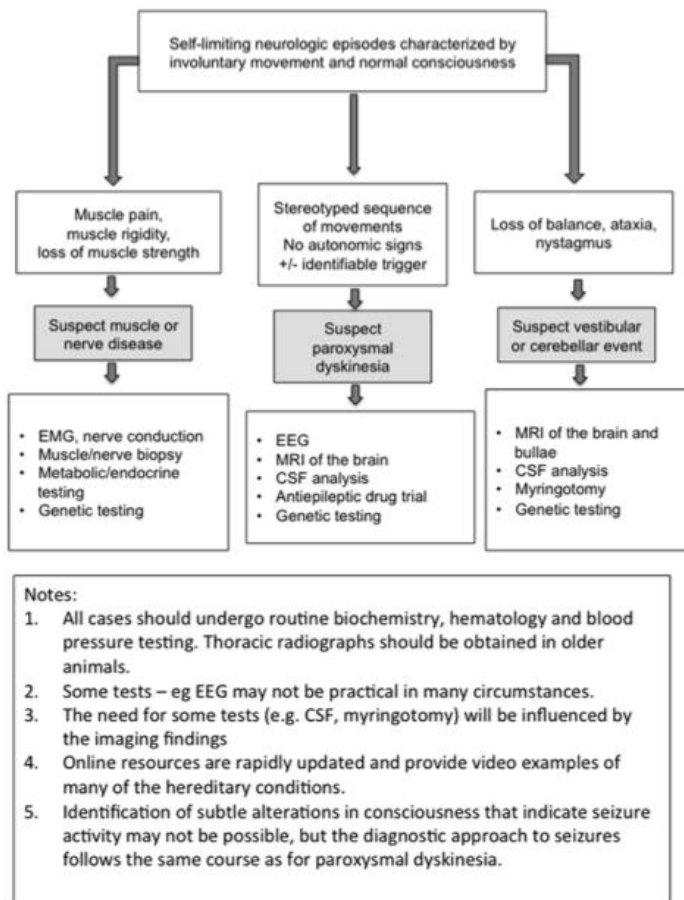 Self-limiting neurologic episodes characterized by
involuntary movement and normal consciousness
Muscle pain,
muscle rigidity,
loss of muscle strength
Suspect muscle or
nerve disease
• EMG, nerve conduction
• Muscle/nerve biopsy
• Metabolic/endocrine
testing
• Genetic testing
Stereotyped sequence
of movements
No autonomic signs
+/- identifiable trigger
Suspect
paroxysmal
dyskinesia
• EEG
• MRI of the brain
• CSF analysis
• Antiepileptic drug trial
• Genetic testing
Loss of balance, ataxia,
nystagmus
Suspect vestibular
or cerebellar event
• MRI of the brain and
bullae
• CSF analysis
• Myringotomy
• Genetic testing
Notes:
1. All cases should undergo routine biochemistry, hematology and blood
pressure testing. Thoracic radiographs should be obtained in older
animals.
2. Some tests – eg EEG may not be practical in many circumstances.
3. The need for some tests (e.g. CSF, myringotomy) will be influenced by
the imaging findings
4. Online resources are rapidly updated and provide video examples of
many of the hereditary conditions.
5. Identification of subtle alterations in consciousness that indicate seizure
activity may not be possible, but the diagnostic approach to seizures
follows the same course as for paroxysmal dyskinesia.